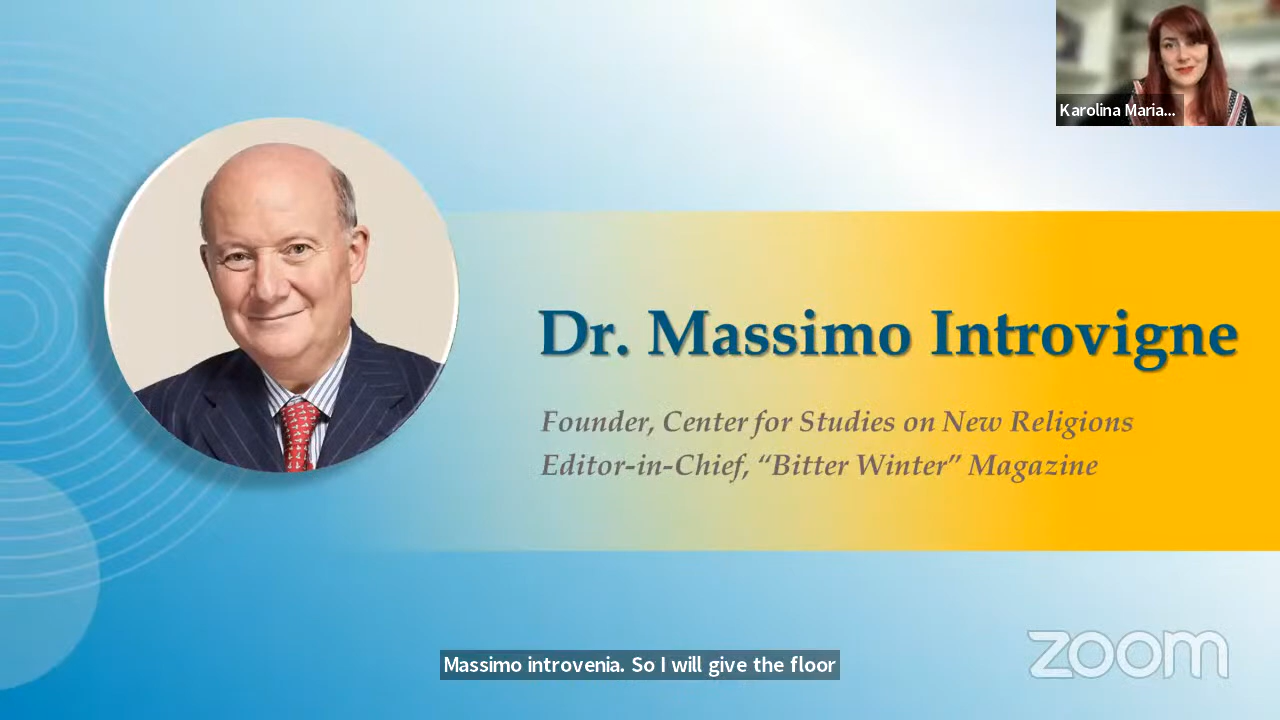 Karolina Maria...
Dr. Massimo Introvigne
Founder, Center for Studies on New Religions
Editor-in-Chief, “Bitter Winter” Magazine
Massimo introvenia. So I will give the floor
zoom